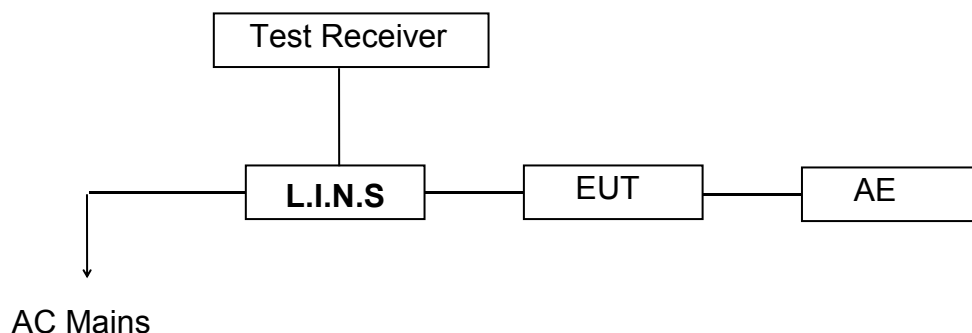 Test Receiver
L.I.N.S
EUT
AE
AC Mains